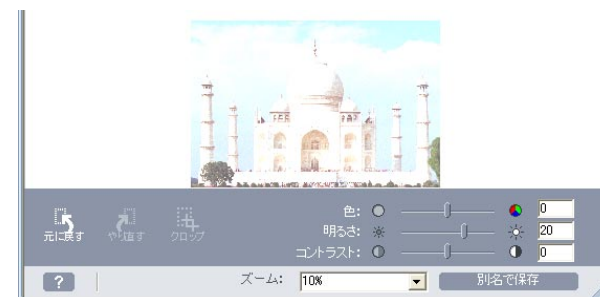 色: 0
元に戻す やり直す クロップ 明るさ: 20
コントラスト: 0
? ズーム: 10% 別名で保存